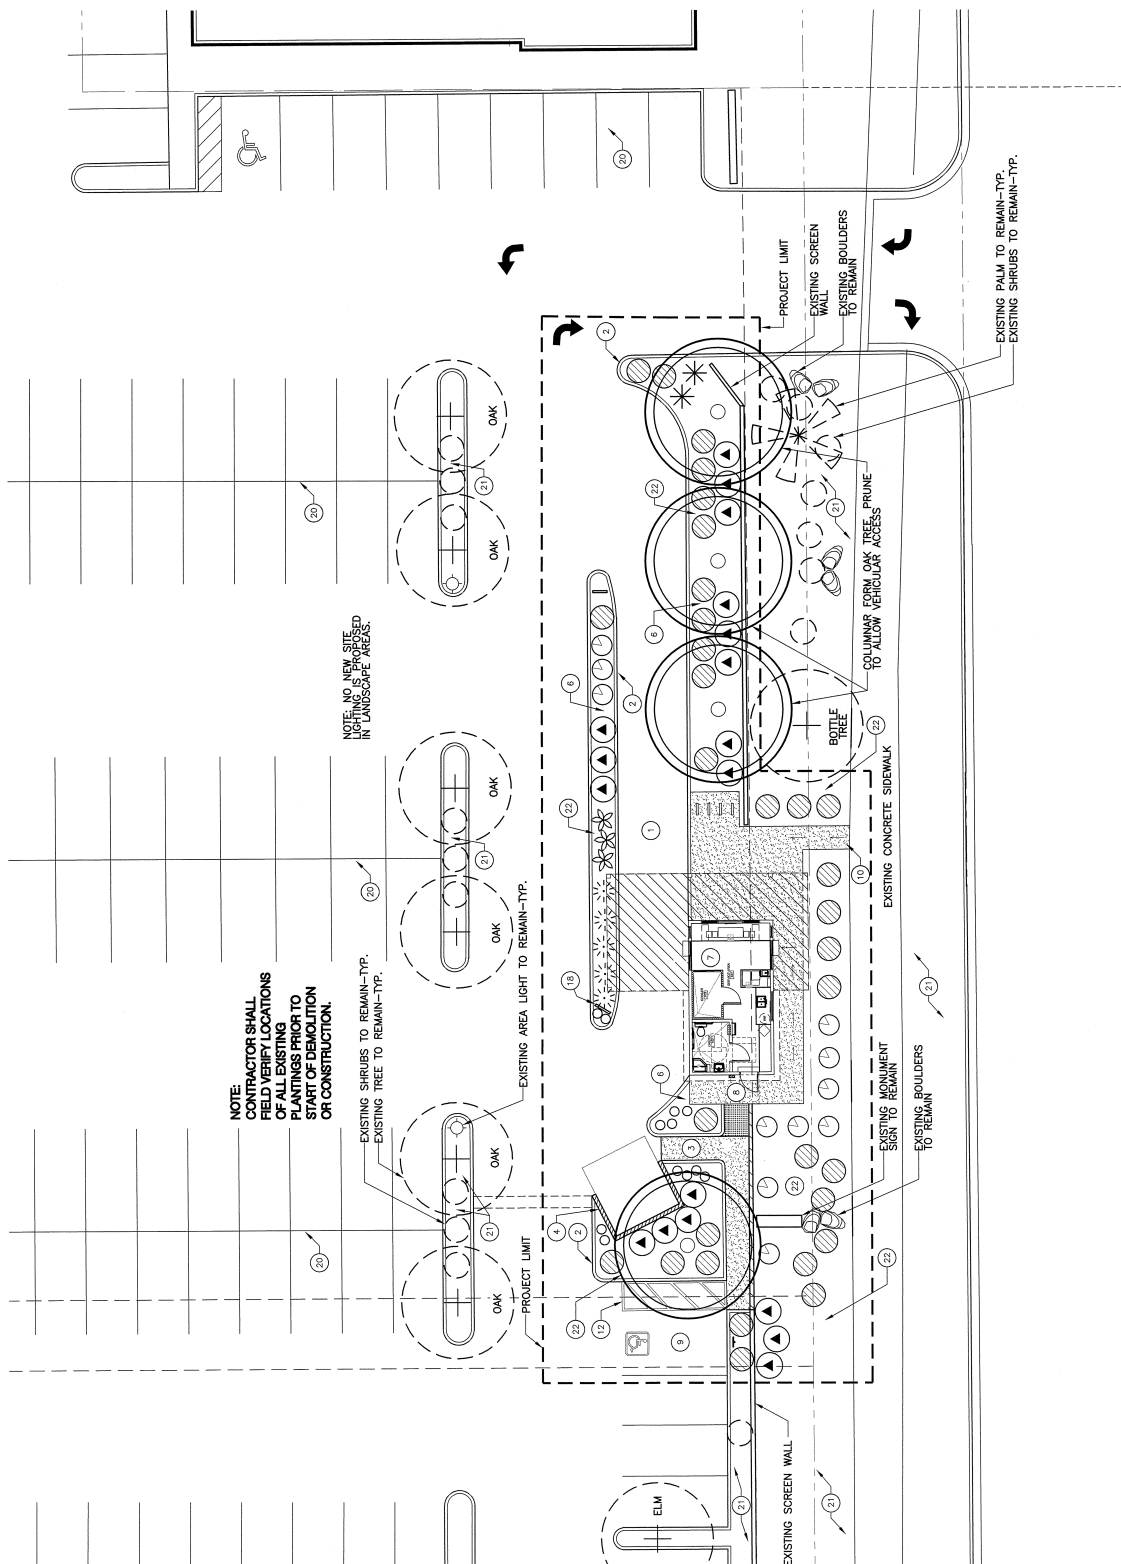 20
EXISTING PALM TO REMAIN-TYP.
EXISTING SHRUBS TO REMAIN-TYP.
PROJECT LIMIT
EXISTING SCREEN
WALL
EXISTING BOULDERS
TO REMAIN
2
OAK
21
20
OAK
22
21
COLUMNAR FORM OAK TREE, PRUNE
TO ALLOW VEHICULAR ACCESS
6
NOTE: NO NEW SITE
LIGHTING IS PROPOSED
IN LANDSCAPE AREAS.
6
2
BOTTLE
TREE
22
OAK
22
1
21
20
10
EXISTING CONCRETE SIDEWALK
OAK
7
18
21
NOTE:
CONTRACTOR SHALL
FIELD VERIFY LOCATIONS
OF ALL EXISTING
PLANTINGS PRIOR TO
START OF DEMOLITION
OR CONSTRUCTION.
EXISTING SHRUBS TO REMAIN-TYP.
EXISTING TREE TO REMAIN-TYP.
EXISTING AREA LIGHT TO REMAIN-TYP.
6
8
EXISTING MONUMENT
SIGN TO REMAIN
EXISTING BOULDERS
TO REMAIN
OAK
3
22
21
4
2
20
22
OAK
PROJECT LIMIT
22
12
9
EXISTING SCREEN WALL
ELM
21
21